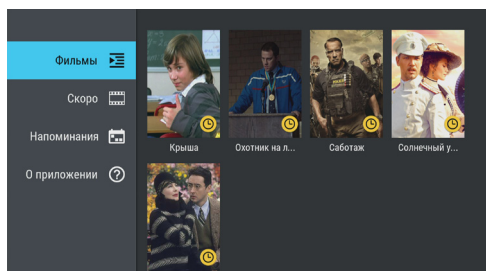 Фильмы
Скоро
Напоминания
О приложении
Крыша
Охотник на л...
Саботаж
Солнечный у...